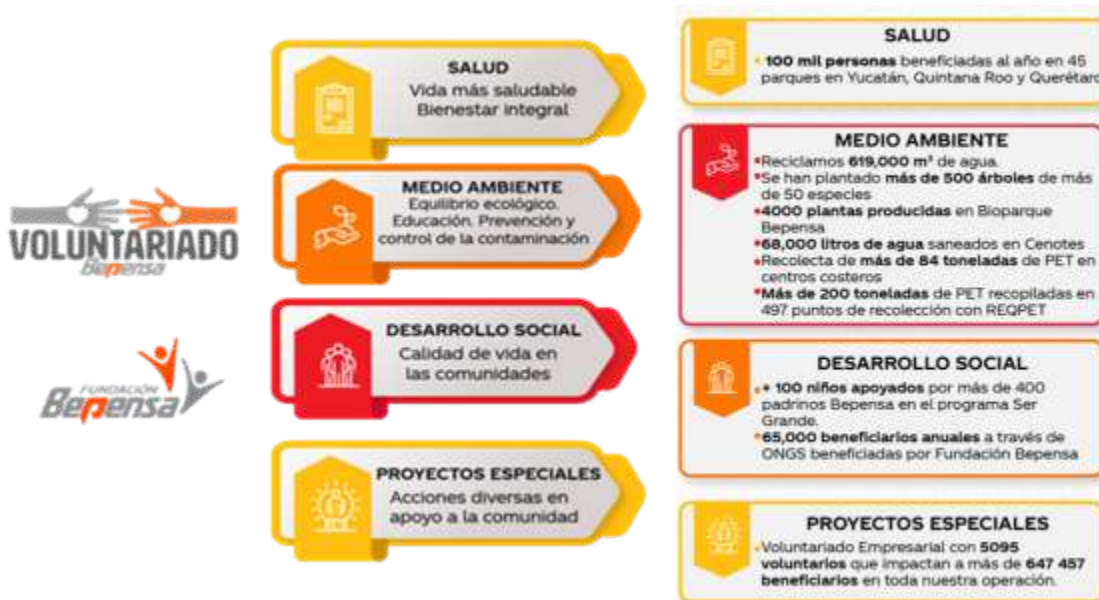 VOLUNTARIADO
Bepensa
FUNDACIÓN
Bepensa
SALUD
Vida más saludable
Bienestar integral
MEDIO AMBIENTE
Equilibrio ecológico.
Educación. Prevención y
control de la contaminación
DESARROLLO SOCIAL
Calidad de vida en
las comunidades
PROYECTOS ESPECIALES
Acciones diversas en
apoyo a la comunidad
SALUD
• 100 mil personas beneficiadas al año en 45
parques en Yucatán, Quintana Roo y Querétaro
MEDIO AMBIENTE
•Reciclamos 619,000 m³ de agua.
•Se han plantado más de 500 árboles de más
de 50 especies
•4000 plantas producidas en Bioparque
Bepensa
•68,000 litros de agua saneados en Cenotes
•Recolecta de más de 84 toneladas de PET en
centros costeros
•Más de 200 toneladas de PET recopiladas en
497 puntos de recolección con REQPET
DESARROLLO SOCIAL
•+ 100 niños apoyados por más de 400
padrinos Bepensa en el programa Ser
Grande.
•65,000 beneficiarios anuales a través de
ONGS beneficiadas por Fundación Bepensa
PROYECTOS ESPECIALES
•Voluntariado Empresarial con 5095
voluntarios que impactan a más de 647 457
beneficiarios en toda nuestra operación.